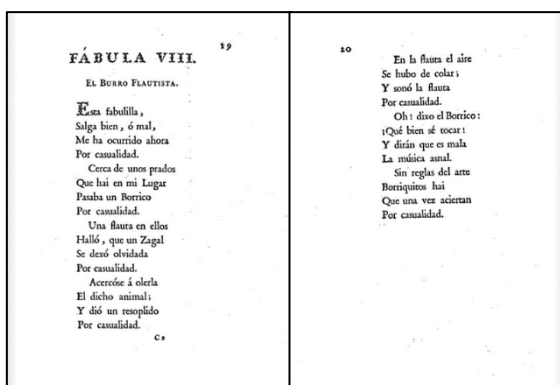 19
FÁBULA VIII.
EL BURRO FLAUTISTA.
Esta fabulilla,
Salga bien, ó mal,
Me ha ocurrido ahora
Por casualidad.
Cerca de unos prados
Que hai en mi Lugar
Pasaba un Borrico
Por casualidad.
Una flauta en ellos
Halló, que un Zagal
Se dexó olvidada
Por casualidad.
Acercóse á olerla
El dicho animal;
Y dió un resoplido
Por casualidad.
20
En la flauta el aire
Se hubo de colar;
Y sonó la flauta
Por casualidad.
Oh! dixo el Borrico:
¡Qué bien sé tocar!
Y dirán que es mala
La música asnal.
Sin reglas del arte
Borriquitos hai
Que una vez aciertan
Por casualidad.